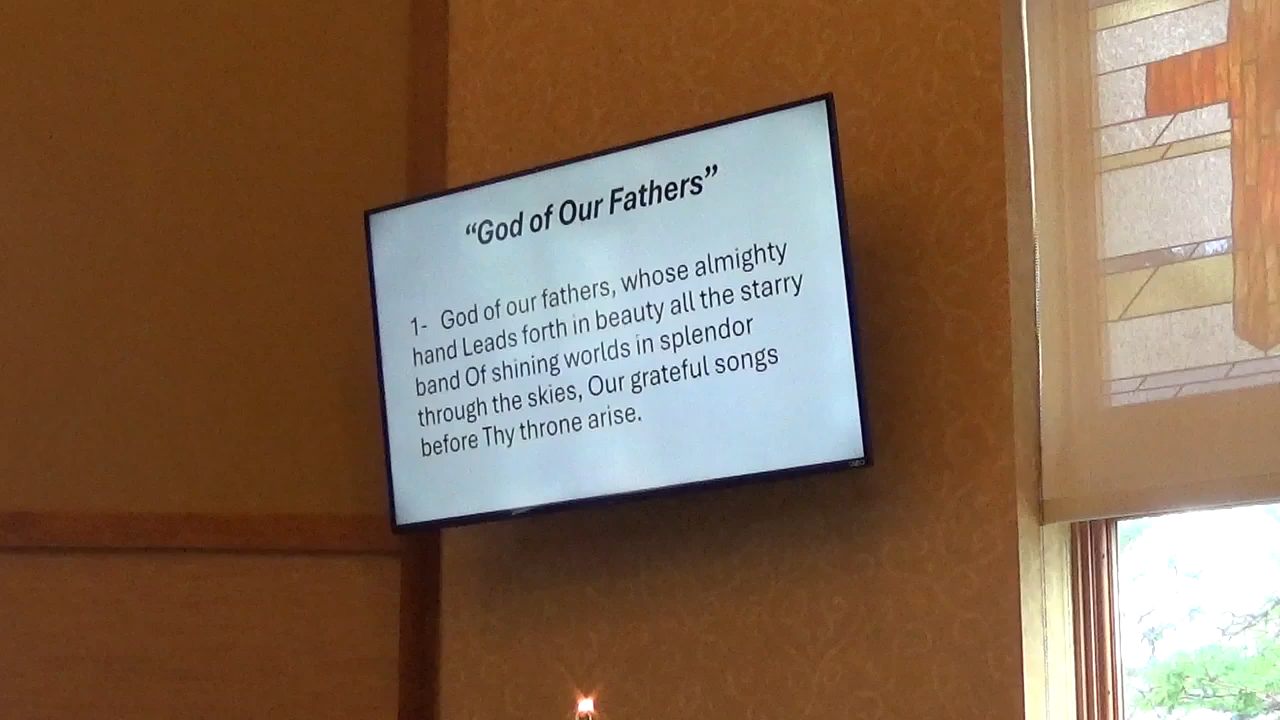 “God of Our Fathers”
1- God of our fathers, whose almighty
hand Leads forth in beauty all the starry
band Of shining worlds in splendor
through the skies, Our grateful songs
before Thy throne arise.